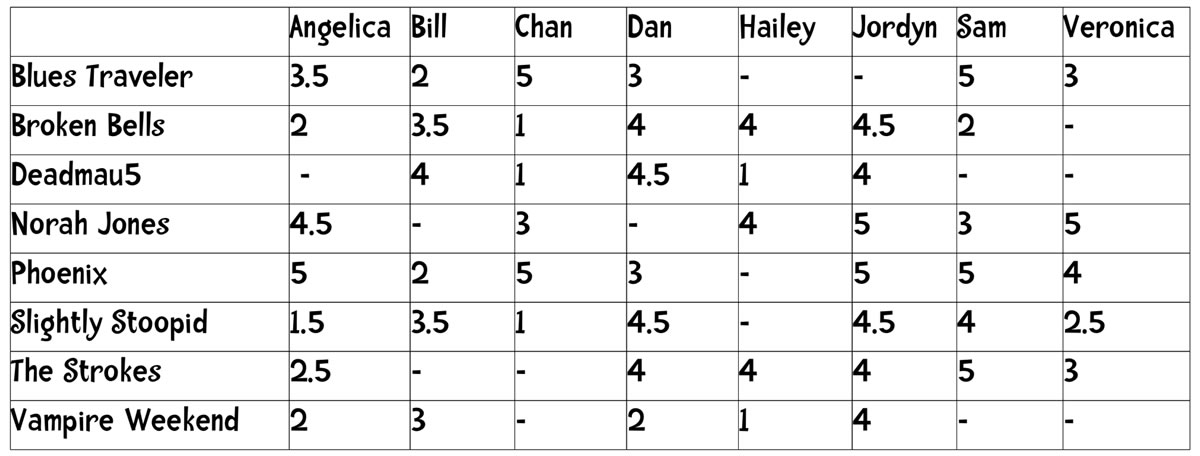 Angelica Bill Chan Dan Hailey Jordyn Sam Veronica
Blues Traveler 3.5 2 5 3 - - 5 3
Broken Bells 2 3.5 1 4 4 4.5 2 -
Deadmau5 - 4 1 4.5 1 4 - -
Norah Jones 4.5 - 3 - 4 5 3 5
Phoenix 5 2 5 3 - 5 5 4
Slightly Stoopid 1.5 3.5 1 4.5 - 4.5 4 2.5
The Strokes 2.5 - - 4 4 4 5 3
Vampire Weekend 2 3 - 2 1 4 - -